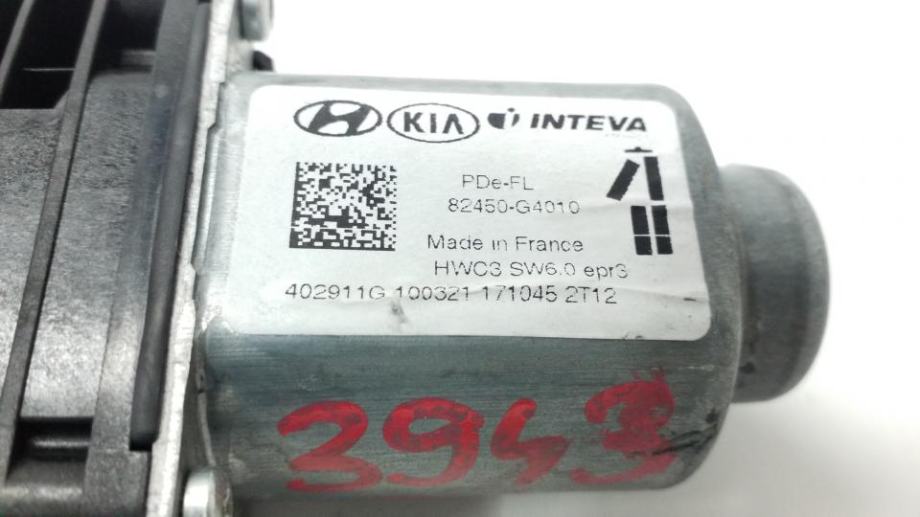 KIA INTEVA
PDe-FL
82450-G4010
Made in France
HWC3 SW6.0 epr3
402911G 100321 171045 2T12
3943